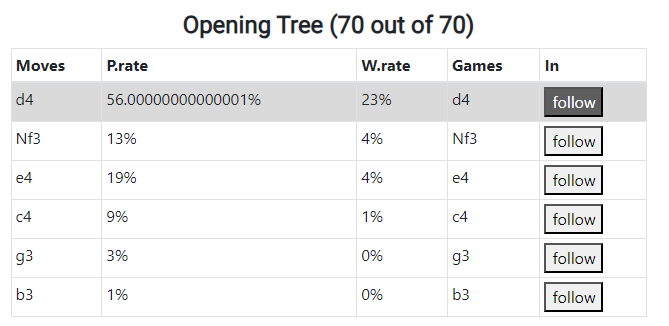 Opening Tree (70 out of 70)
Moves P.rate W.rate Games In
d4 56.00000000000001% 23% d4 follow
Nf3 13% 4% Nf3 follow
e4 19% 4% e4 follow
c4 9% 1% c4 follow
g3 3% 0% g3 follow
b3 1% 0% b3 follow